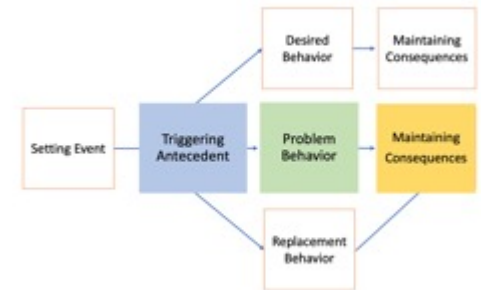 Desired
Behavior
Maintaining
Consequences
Setting Event
Triggering
Antecedent
Problem
Behavior
Maintaining
Consequences
Replacement
Behavior